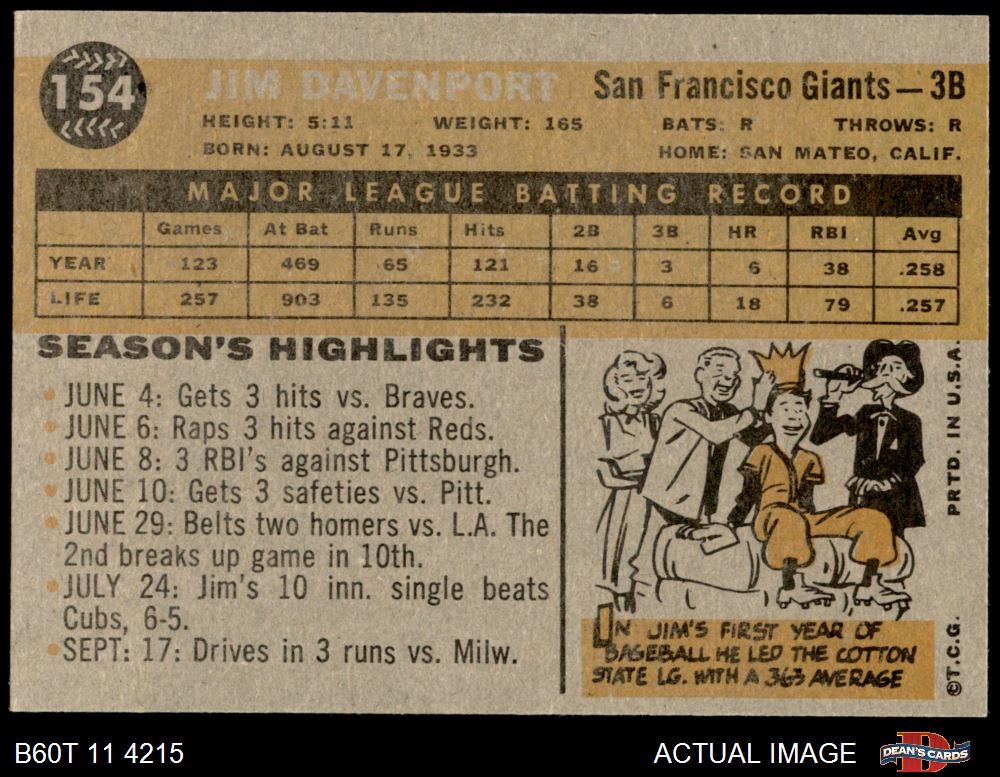 154
JIM DAVENPORT
San Francisco Giants — 3B
HEIGHT: 5:11 WEIGHT: 165 BATS: R THROWS: R
BORN: AUGUST 17, 1933 HOME: SAN MATEO, CALIF.
MAJOR LEAGUE BATTING RECORD
Games At Bat Runs Hits 2B 3B HR RBI Avg
YEAR 123 469 65 121 16 3 6 38 .258
LIFE 257 903 135 232 38 6 18 79 .257
SEASON'S HIGHLIGHTS
JUNE 4: Gets 3 hits vs. Braves.
JUNE 6: Raps 3 hits against Reds.
JUNE 8: 3 RBI's against Pittsburgh.
JUNE 10: Gets 3 safeties vs. Pitt.
JUNE 29: Belts two homers vs. L.A. The
2nd breaks up game in 10th.
JULY 24: Jim's 10 inn. single beats
Cubs, 6-5.
SEPT: 17: Drives in 3 runs vs. Milw.
IN JIM'S FIRST YEAR OF
BASEBALL HE LED THE COTTON
STATE LG. WITH A 363 AVERAGE
©T.C.G. PRTD. IN U.S.A.
B60T 11 4215
ACTUAL IMAGE
DEAN'S CARDS